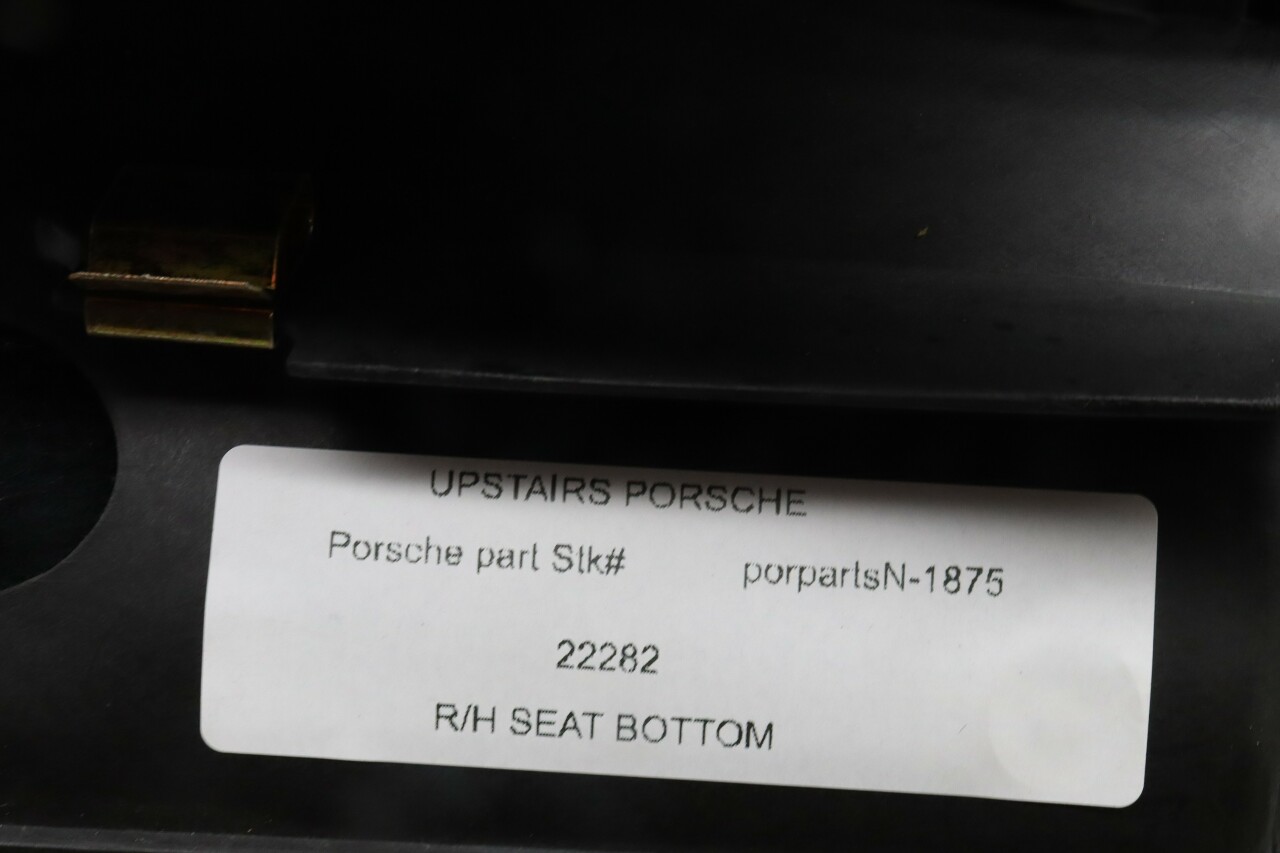 UPSTAIRS PORSCHE
Porsche part Stk# porpartsN-1875
22282
R/H SEAT BOTTOM